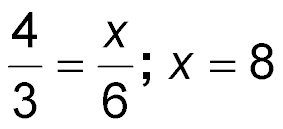 4/3 = x/6; x = 8